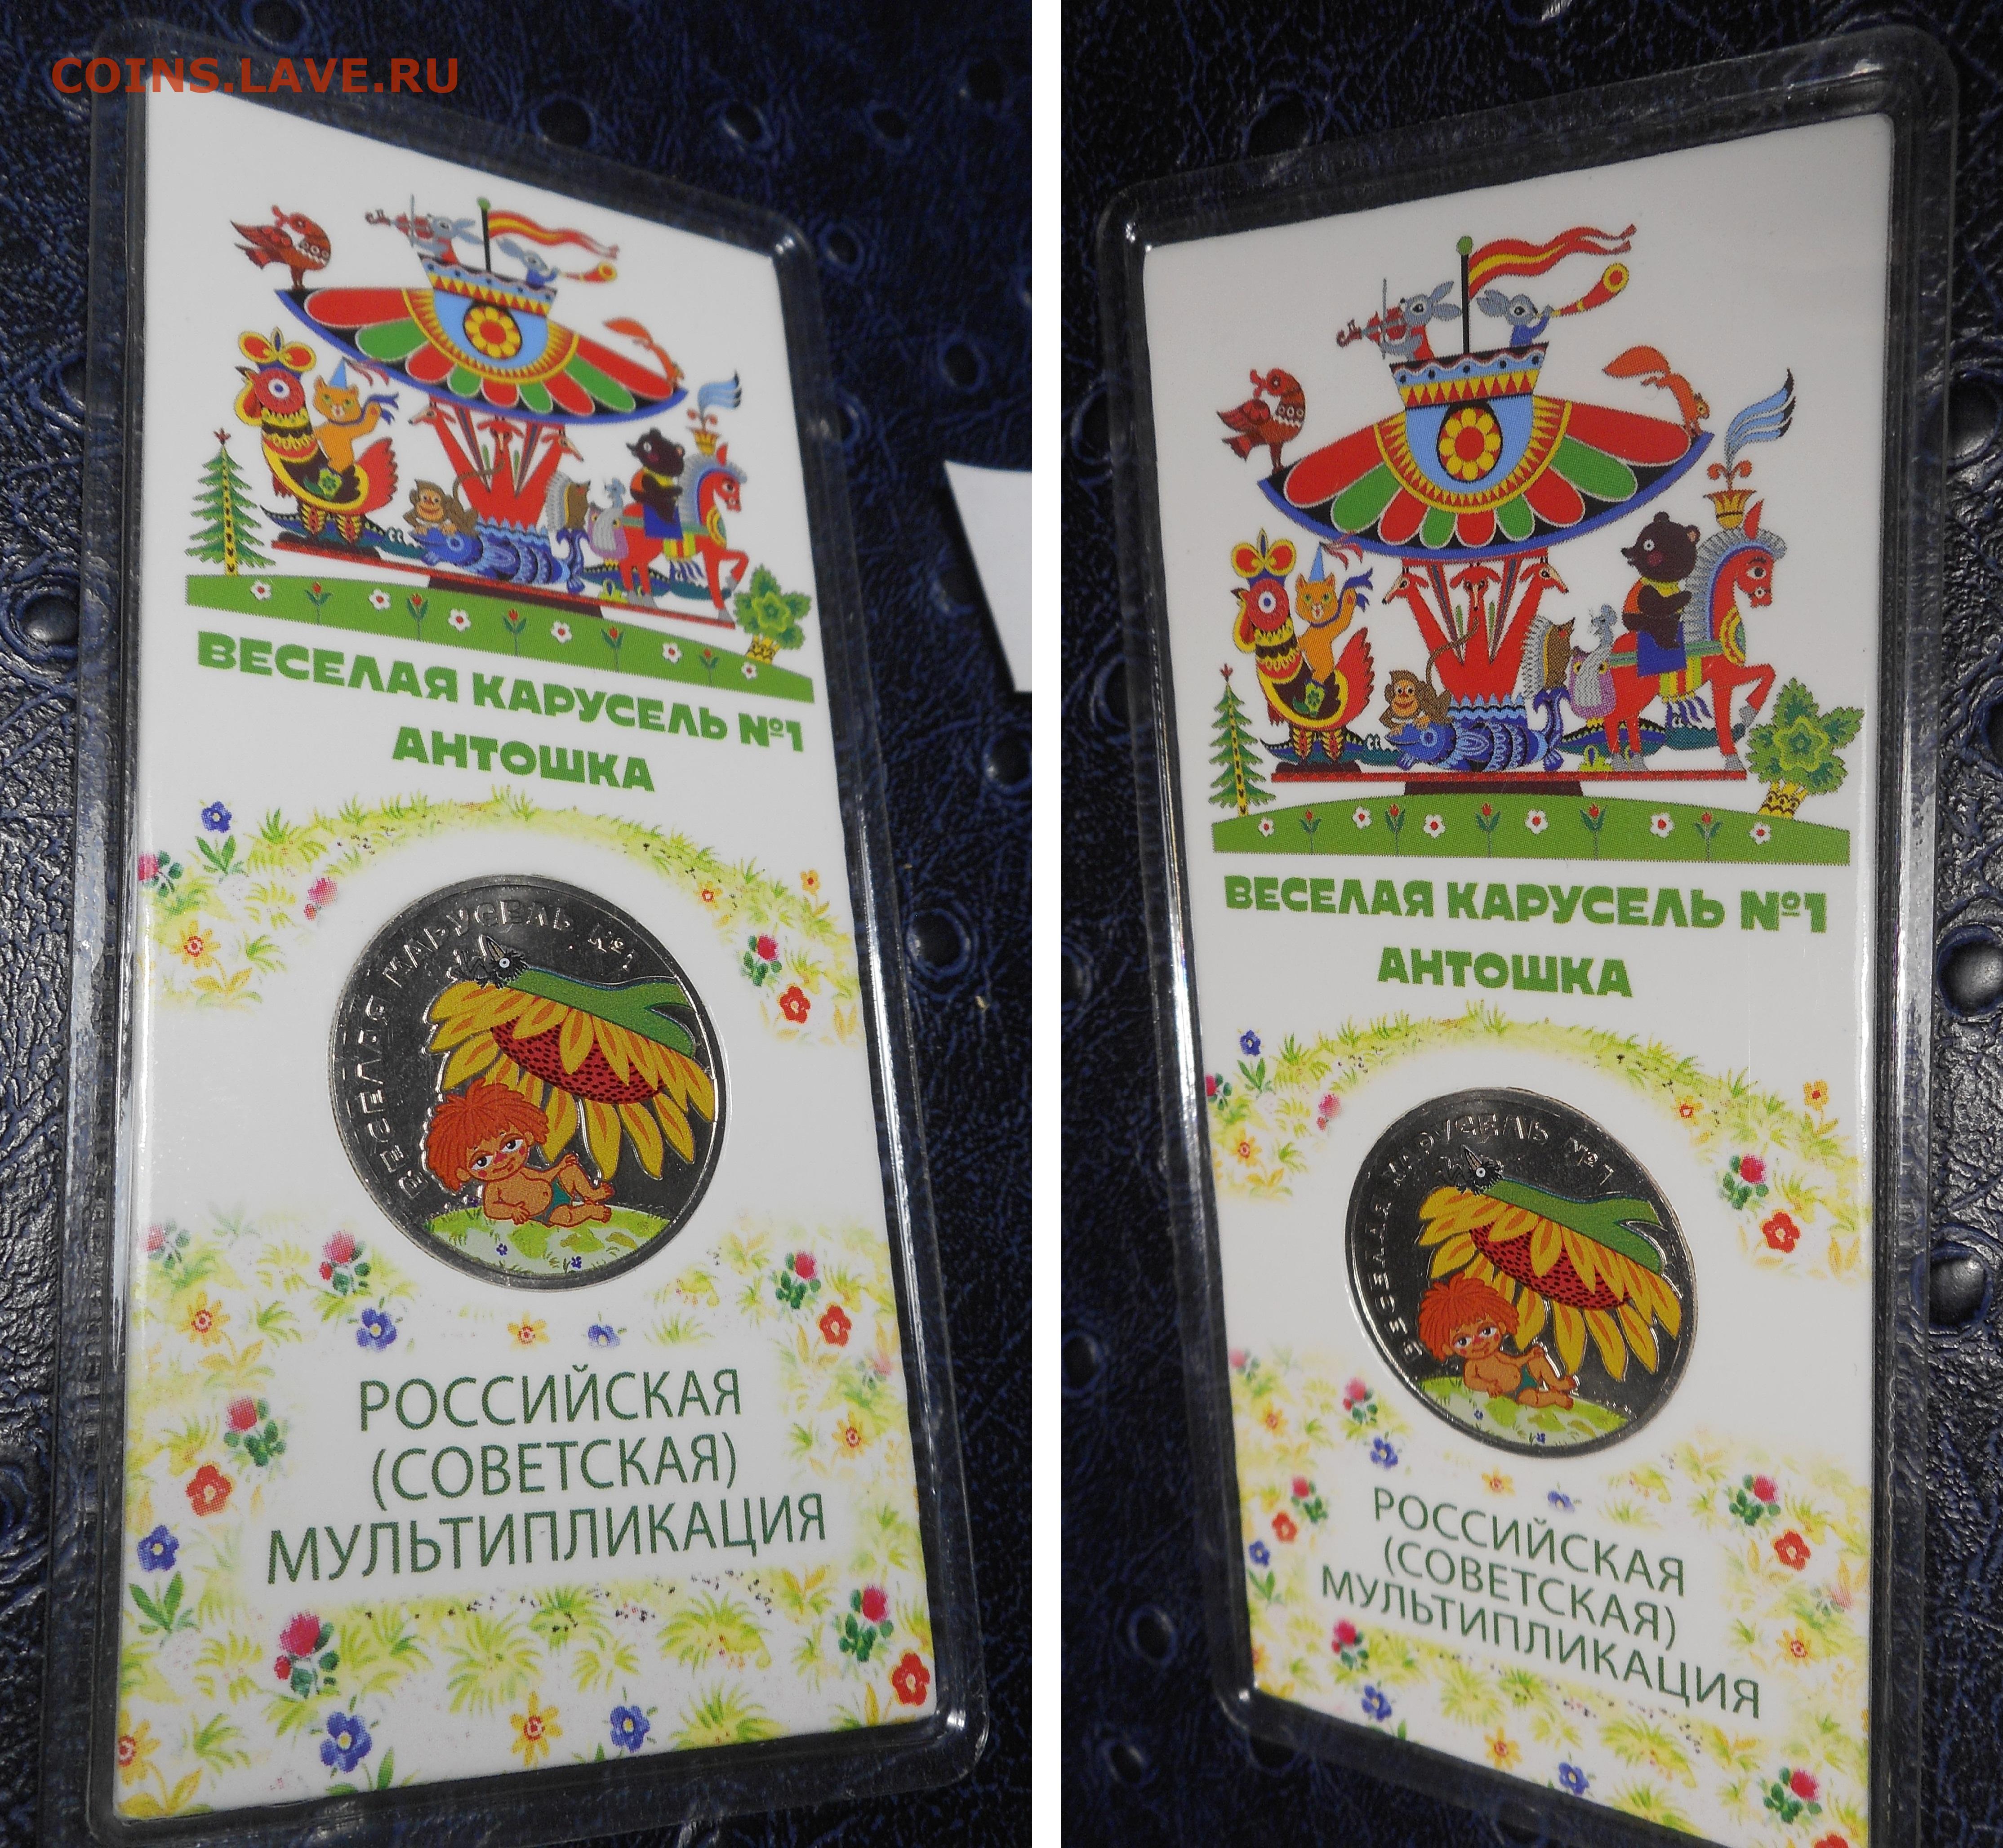 COINS.LAVE.RU
ВЕСЕЛАЯ КАРУСЕЛЬ №1
АНТОШКА
ВЕСЕЛАЯ КАРУСЕЛЬ №1
РОССИЙСКАЯ
(СОВЕТСКАЯ)
МУЛЬТИПЛИКАЦИЯ
ВЕСЕЛАЯ КАРУСЕЛЬ №1
АНТОШКА
ВЕСЕЛАЯ КАРУСЕЛЬ №1
РОССИЙСКАЯ
(СОВЕТСКАЯ)
МУЛЬТИПЛИКАЦИЯ